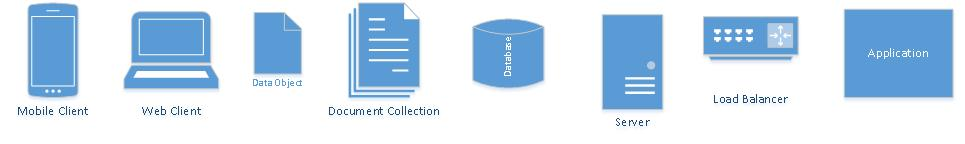 Mobile Client
Web Client
Data Object
Document Collection
Database
Server
Load Balancer
Application